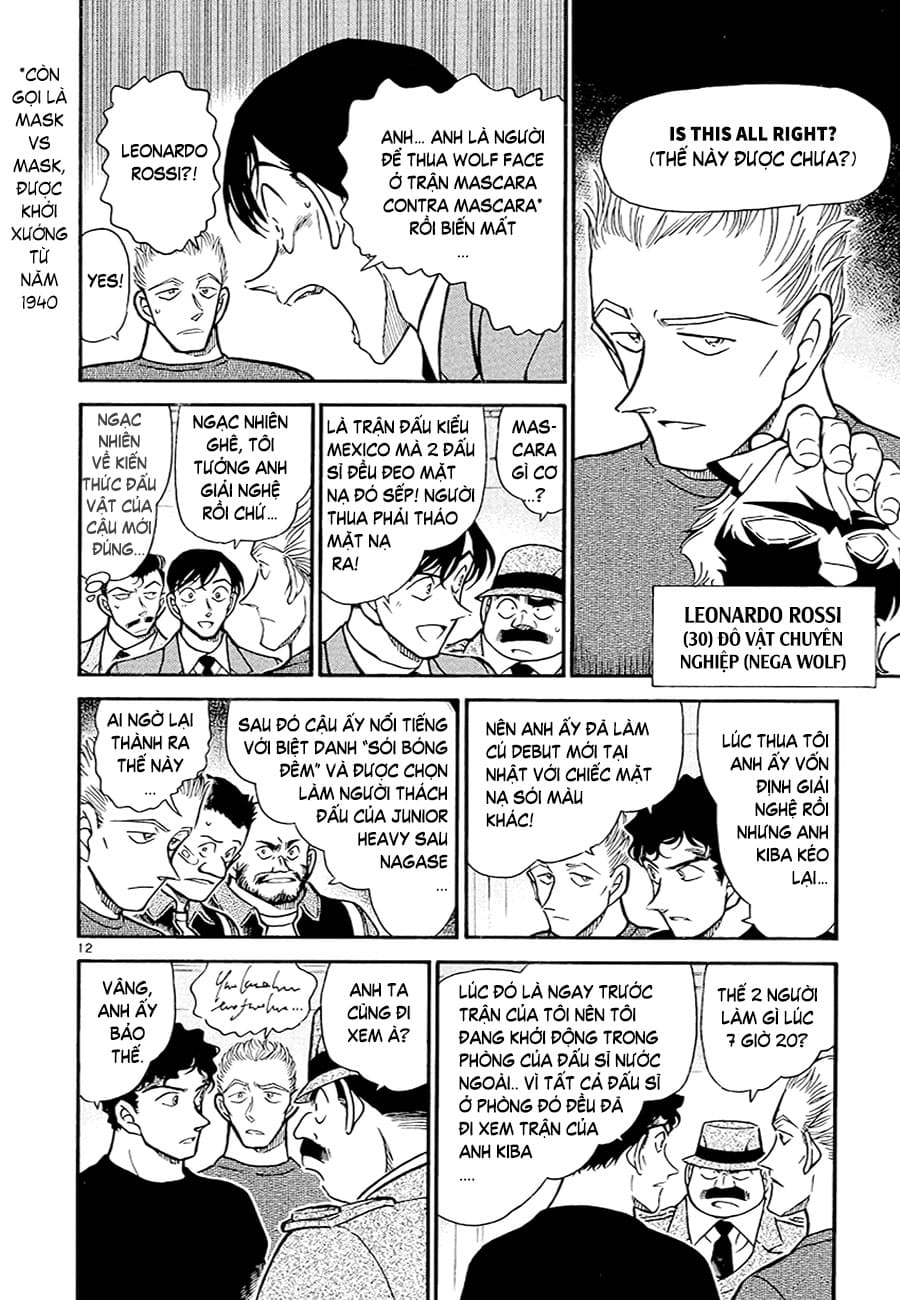 IS THIS ALL RIGHT?
(THẾ NÀY ĐƯỢC CHƯA?)
LEONARDO ROSSI
(30) ĐÔ VẬT CHUYÊN
NGHIỆP (NEGA WOLF)
ANH... ANH LÀ NGƯỜI
ĐỂ THUA WOLF FACE
Ở TRẬN MASCARA
CONTRA MASCARA*
RỒI BIẾN MẤT
...
LEONARDO
ROSSI?!
YES!
*CÒN
GỌI LÀ
MASK
VS
MASK,
ĐƯỢC
KHỞI
XƯỚNG
TỪ
NĂM
1940
MAS-
CARA
GÌ CƠ
...?
LÀ TRẬN ĐẤU KIỂU
MEXICO MÀ 2 ĐẤU
SĨ ĐỀU ĐEO MẶT
NẠ ĐÓ SẾP! NGƯỜI
THUA PHẢI THÁO
MẶT NẠ
RA!
NGẠC NHIÊN
GHÊ, TÔI
TƯỞNG ANH
GIẢI NGHỆ
RỒI CHỨ...
NGẠC
NHIÊN
VỀ KIẾN
THỨC ĐẤU
VẬT CỦA
CẬU MỚI
ĐÚNG...
LÚC THUA TÔI
ANH ẤY VỐN
ĐỊNH GIẢI
NGHỆ RỒI
NHƯNG ANH
KIBA KÉO
LẠI...
NÊN ANH ẤY ĐÃ LÀM
CÚ DEBUT MỚI TẠI
NHẬT VỚI CHIẾC MẶT
NẠ SÓI MÀU
KHÁC!
SAU ĐÓ CẬU ẤY NỔI TIẾNG
VỚI BIỆT DANH “SÓI BÓNG
ĐÊM” VÀ ĐƯỢC CHỌN
LÀM NGƯỜI THÁCH
ĐẤU CỦA JUNIOR
HEAVY SAU
NAGASE
...
AI NGỜ LẠI
THÀNH RA
THẾ NÀY
...
12
THẾ 2 NGƯỜI
LÀM GÌ LÚC
7 GIỜ 20?
LÚC ĐÓ LÀ NGAY TRƯỚC
TRẬN CỦA TÔI NÊN TÔI
ĐANG KHỞI ĐỘNG TRONG
PHÒNG CỦA ĐẤU SĨ NƯỚC
NGOÀI.. VÌ TẤT CẢ ĐẤU SĨ
Ở PHÒNG ĐÓ ĐỀU ĐÃ
ĐI XEM TRẬN CỦA
ANH KIBA
....
ANH TA
CŨNG ĐI
XEM À?
VÂNG,
ANH ẤY
BẢO
THẾ.